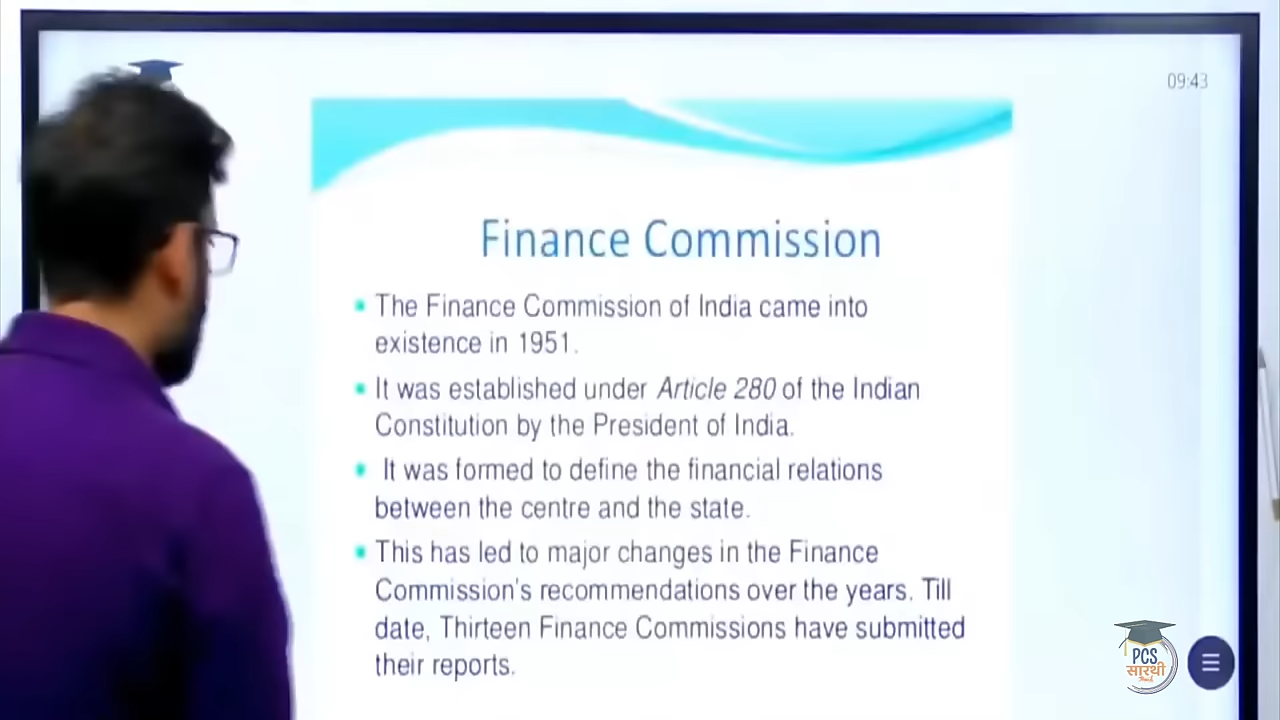 09:43
Finance Commission
▪ The Finance Commission of India came into
existence in 1951.
▪ It was established under Article 280 of the Indian
Constitution by the President of India.
▪ It was formed to define the financial relations
between the centre and the state.
▪ This has led to major changes in the Finance
Commission's recommendations over the years. Till
date, Thirteen Finance Commissions have submitted
their reports.
PCS
सारथी